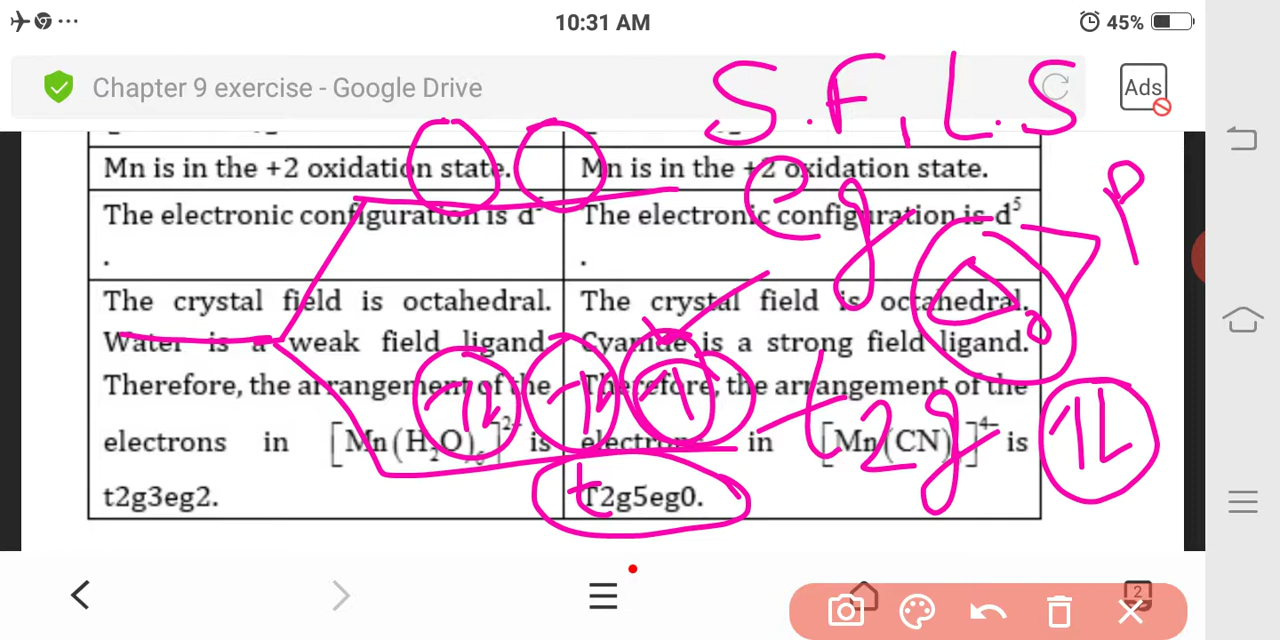 10:31 AM
45%
Chapter 9 exercise - Google Drive
Ads
S.F.L.S
Mn is in the +2 oxidation state.
Mn is in the +2 oxidation state.
eg
P
The electronic configuration is d
.
The electronic configuration is d⁵
.
The crystal field is octahedral.
Water is a weak field ligand.
Therefore, the arrangement of the
electrons in [Mn(H₂O)₆]²⁺ is
t2g3eg2.
The crystal field is octahedral.
Cyanide is a strong field ligand.
Therefore, the arrangement of the
electrons in [Mn(CN)]⁴⁻ is
T2g5eg0.
Δo
t2g
t
2